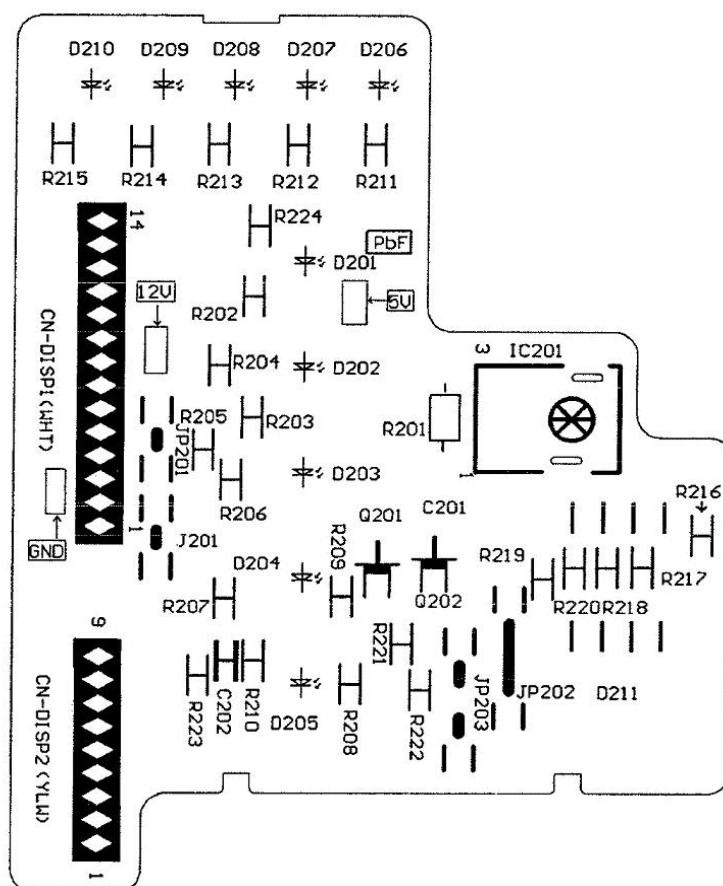 D210 D209 D208 D207 D206
R215 R214 R213 R212 R211
14
R224
PbF
D201
12V
R202
5V
CN-DISP1(WHT)
3 IC201
R204
D202
R205
R203
R201
JP201
D203
1
R206
R216
GND
1
J201
Q201
C201
D204
R209
R219
R217
R207
Q202
R220
R218
9
R221
R223
C202
R210
D205
R208
R222
JP203
JP202
D211
CN-DISP2(YLW)
1